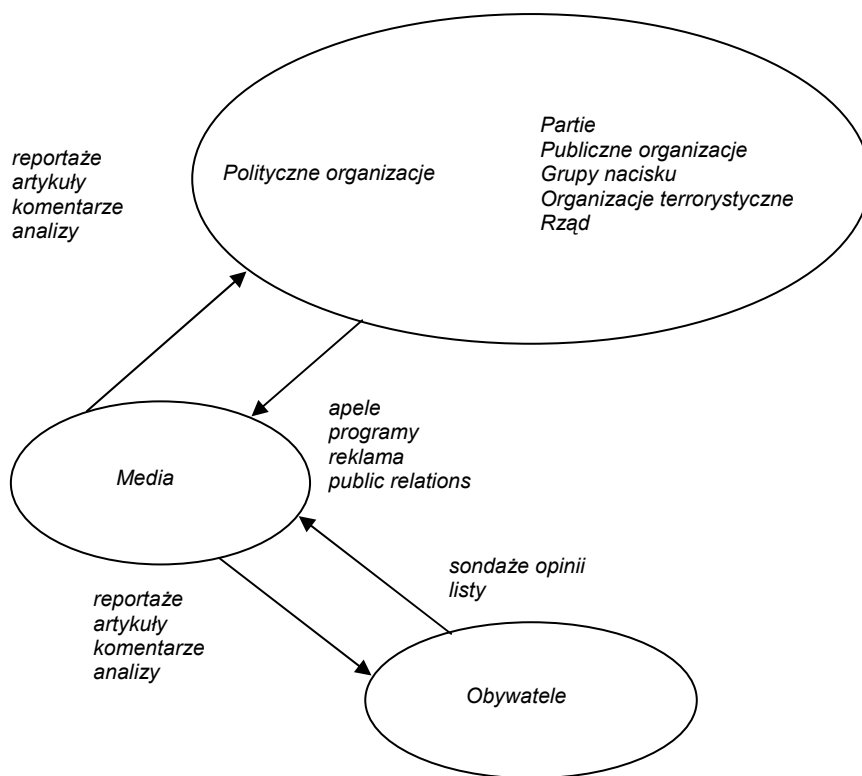 Partie
Publiczne organizacje
Grupy nacisku
Organizacje terrorystyczne
Rząd
Polityczne organizacje
reportaże
artykuły
komentarze
analizy
apele
programy
reklama
public relations
Media
sondaże opinii
listy
reportaże
artykuły
komentarze
analizy
Obywatele